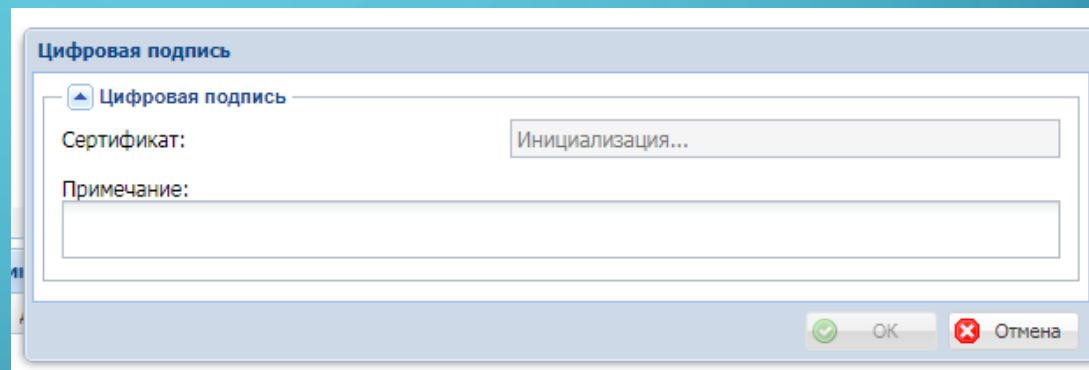 Цифровая подпись
Цифровая подпись
Сертификат: Инициализация...
Примечание:
ОК Отмена